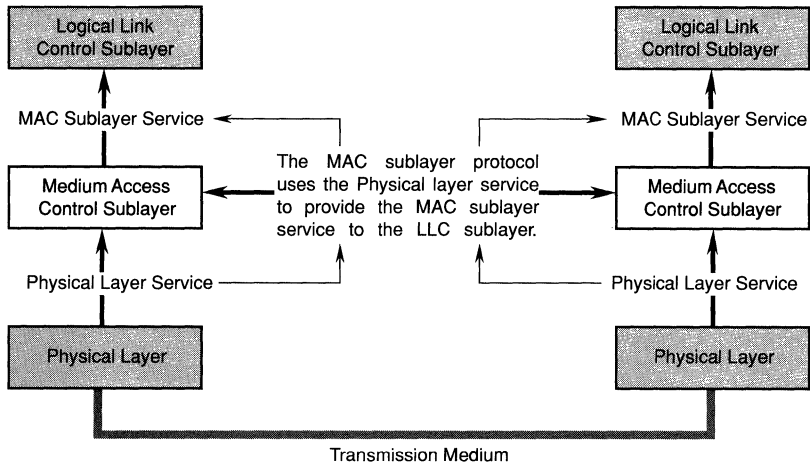 Logical Link
Control Sublayer
Logical Link
Control Sublayer
MAC Sublayer Service
MAC Sublayer Service
The MAC sublayer protocol
uses the Physical layer service
to provide the MAC sublayer
service to the LLC sublayer.
Medium Access
Control Sublayer
Medium Access
Control Sublayer
Physical Layer Service
Physical Layer Service
Physical Layer
Physical Layer
Transmission Medium